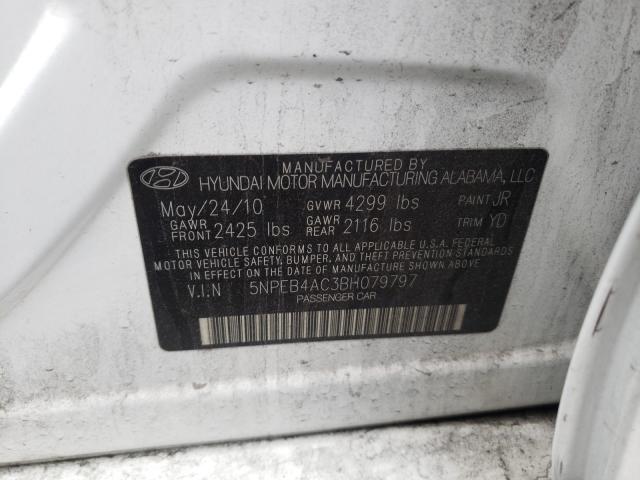 MANUFACTURED BY
HYUNDAI MOTOR MANUFACTURING ALABAMA, LLC
May/24/10 GVWR 4299 lbs PAINT JR
GAWR FRONT 2425 lbs GAWR REAR 2116 lbs TRIM YD
THIS VEHICLE CONFORMS TO ALL APPLICABLE U.S.A. FEDERAL
MOTOR VEHICLE SAFETY, BUMPER, AND THEFT PREVENTION
STANDARDS IN EFFECT ON THE DATE OF MANUFACTURE SHOWN ABOVE.
V.I.N 5NPEB4AC3BH079797
PASSENGER CAR